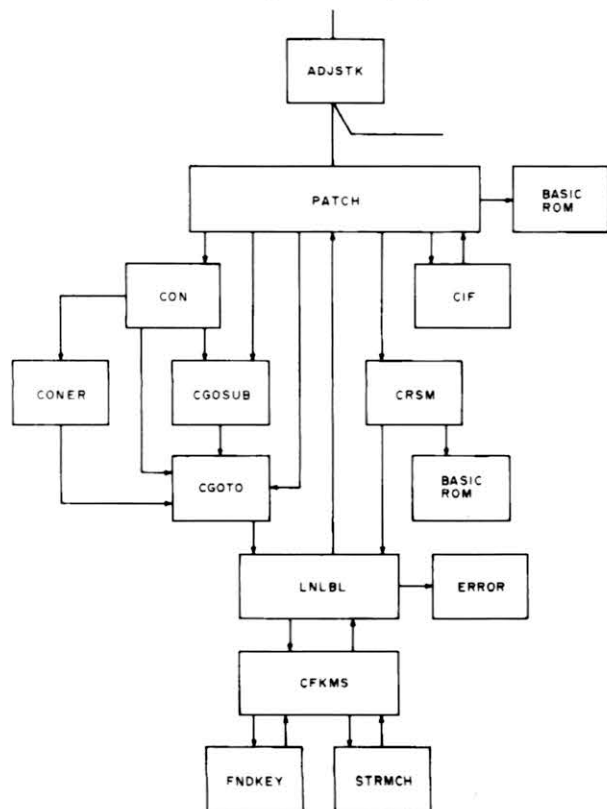 ADJSTK
PATCH
BASIC
ROM
CON
CIF
CONER
CGOSUB
CRSM
CGOTO
BASIC
ROM
LNLBL
ERROR
CFKMS
FNDKEY
STRMCH